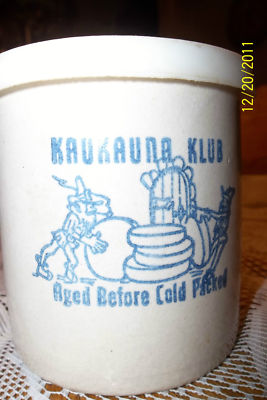 KAUKAUNA KLUB
Aged Before Cold Packed
12/20/2011